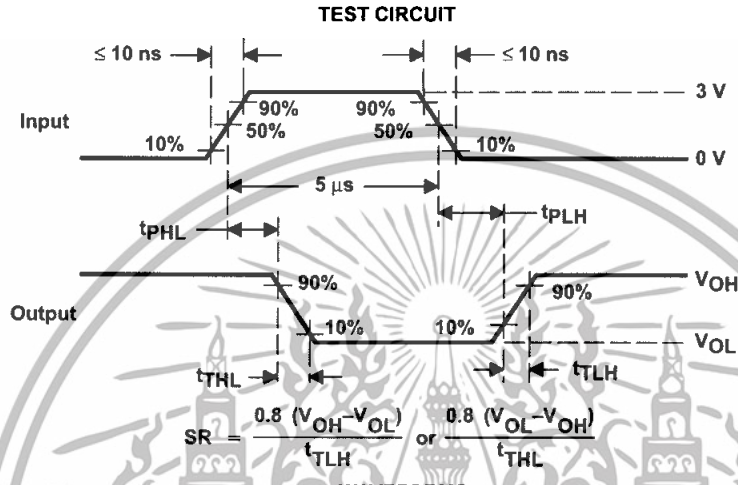 TEST CIRCUIT
≤ 10 ns
≤ 10 ns
3 V
90%
90%
Input
50%
50%
10%
10%
0 V
5 μs
tPHL
tPLH
VOH
90%
90%
Output
10%
10%
VOL
tTHL
tTLH
SR = 0.8 (VOH–VOL) / tTLH or 0.8 (VOL–VOH) / tTHL